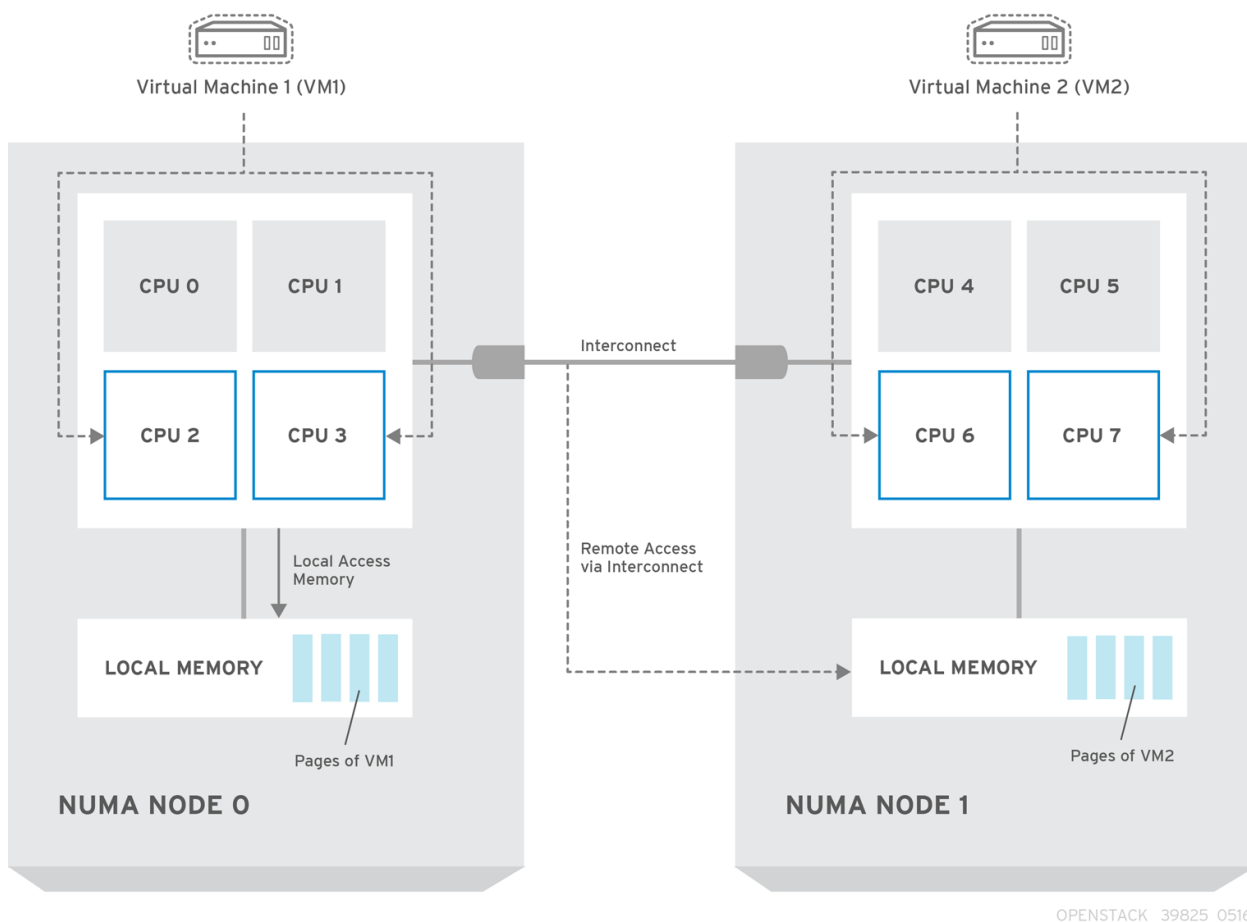 Virtual Machine 1 (VM1)
Virtual Machine 2 (VM2)
CPU 0
CPU 1
CPU 2
CPU 3
CPU 4
CPU 5
CPU 6
CPU 7
Interconnect
Local Access
Memory
Remote Access
via Interconnect
LOCAL MEMORY
Pages of VM1
LOCAL MEMORY
Pages of VM2
NUMA NODE 0
NUMA NODE 1
OPENSTACK_39825_0516